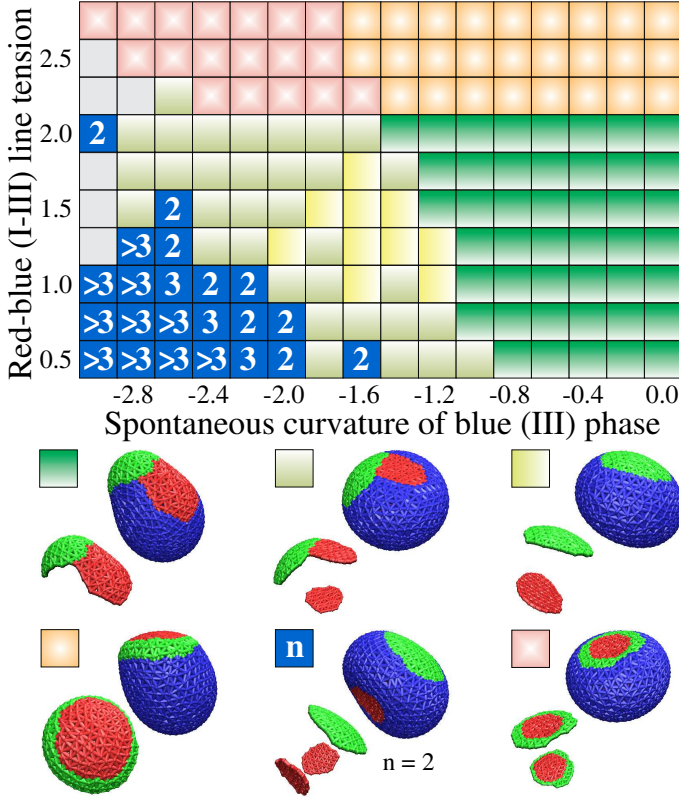 Red-blue (I-III) line tension
2.5
2.0
2
1.5
2
>3 2
1.0
>3 >3 3 2 2
>3 >3 >3 3 2 2
0.5
>3 >3 >3 >3 3 2 2
-2.8 -2.4 -2.0 -1.6 -1.2 -0.8 -0.4 0.0
Spontaneous curvature of blue (III) phase
n
n = 2